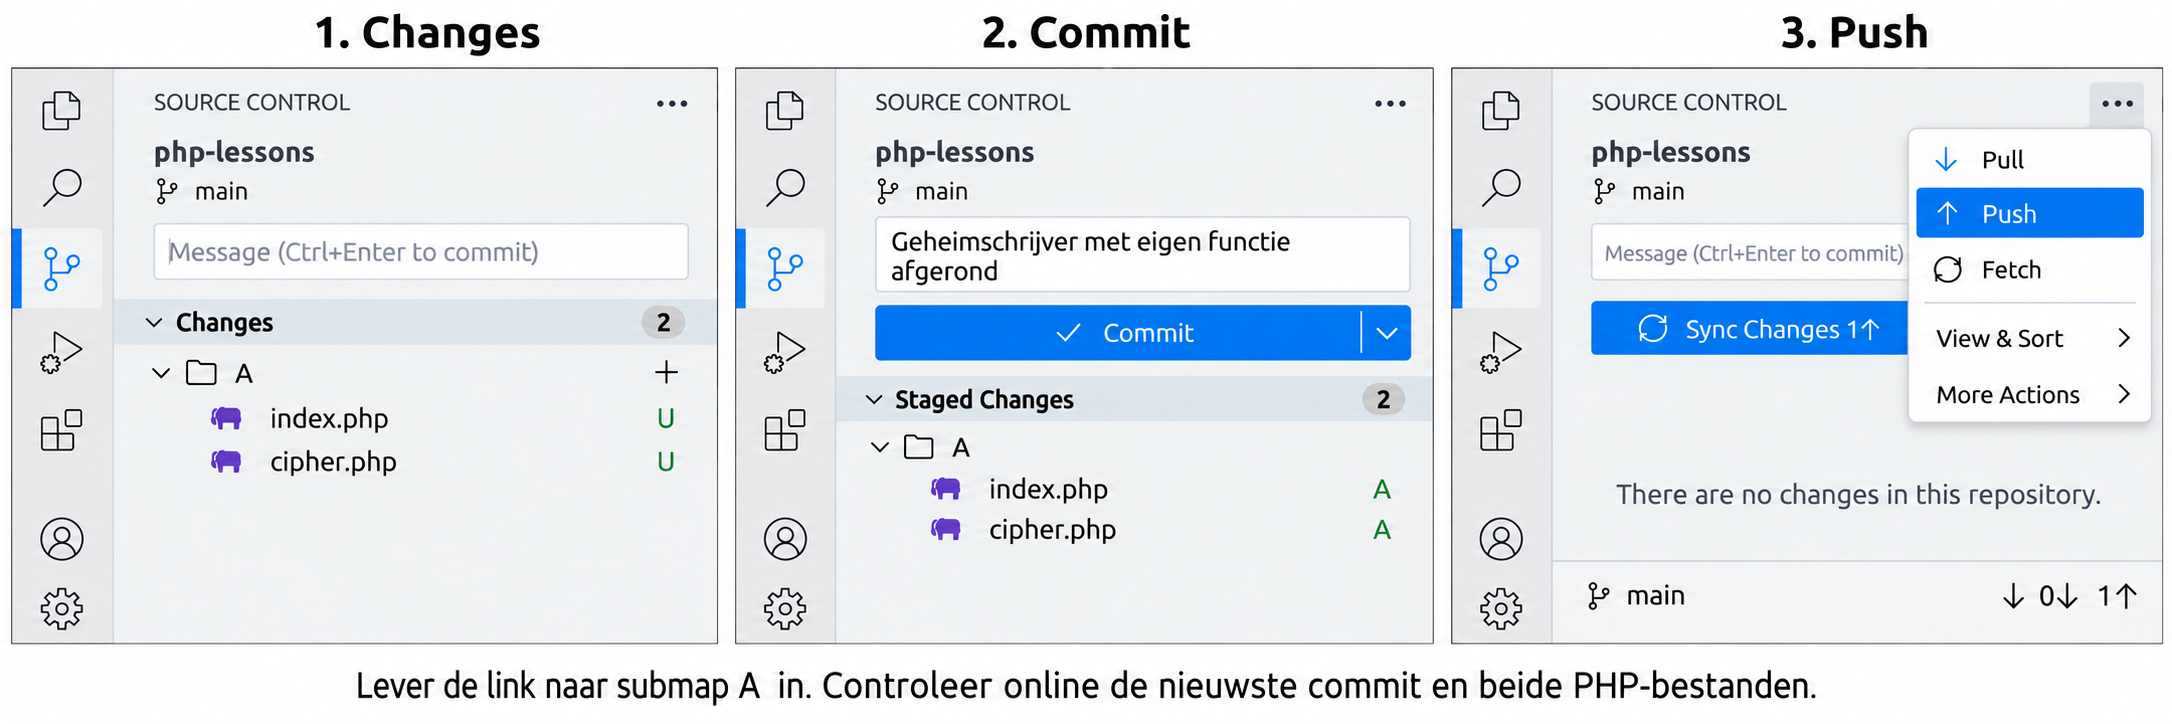 1. Changes
SOURCE CONTROL
php-lessons
main
Message (Ctrl+Enter to commit)
Changes 2
A
index.php U
cipher.php U
2. Commit
SOURCE CONTROL
php-lessons
main
Geheimschrijver met eigen functie
afgerond
Commit
Staged Changes 2
A
index.php A
cipher.php A
3. Push
SOURCE CONTROL
php-lessons
main
Message (Ctrl+Enter to commit)
Sync Changes 1↑
Pull
Push
Fetch
View & Sort
More Actions
There are no changes in this repository.
main ↓ 0↓ 1↑
Lever de link naar submap A in. Controleer online de nieuwste commit en beide PHP-bestanden.